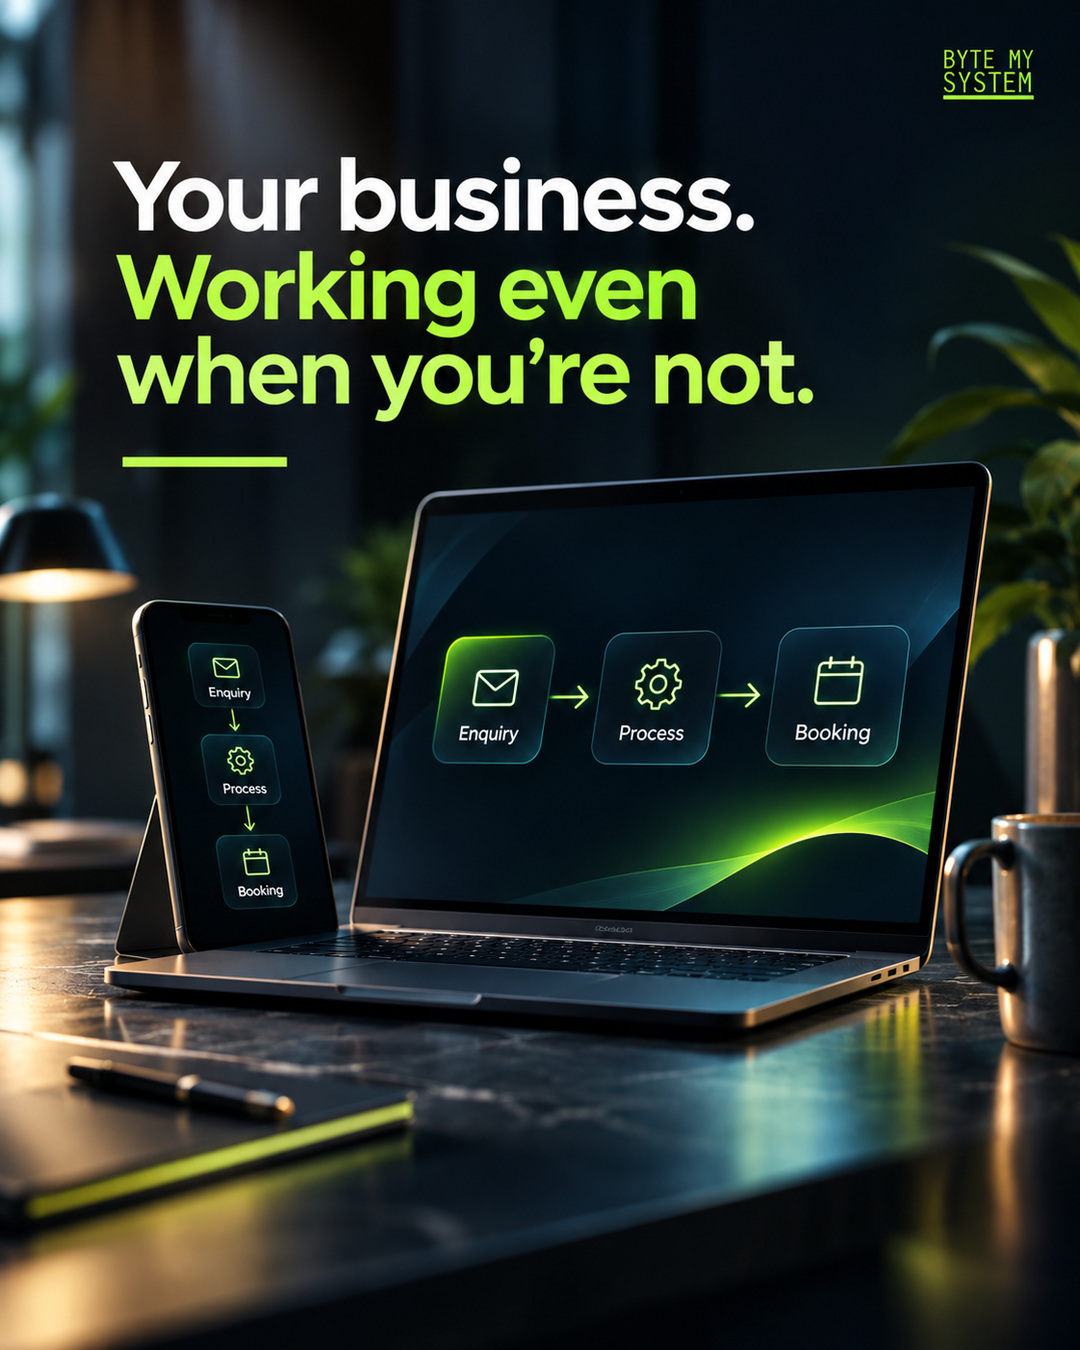 BYTE MY
SYSTEM
Your business.
Working even
when you're not.
Enquiry
Process
Booking
Enquiry
Process
Booking